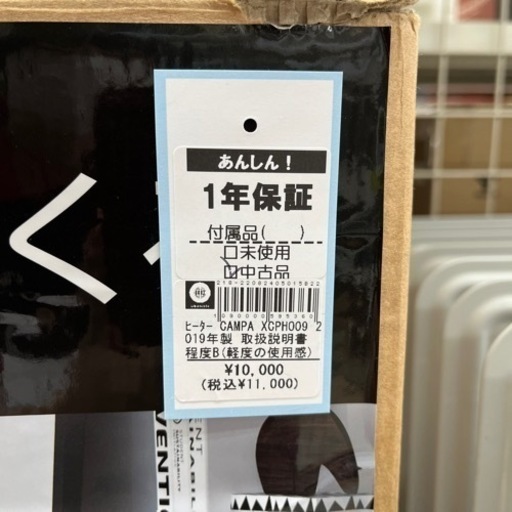 く
あんしん!
1年保証
付属品(　　)
□未使用
☑中古品
ヒーター CAMPA XCPH009 2
019年製 取扱説明書
程度B(軽度の使用感)
¥10,000
(税込¥11,000)